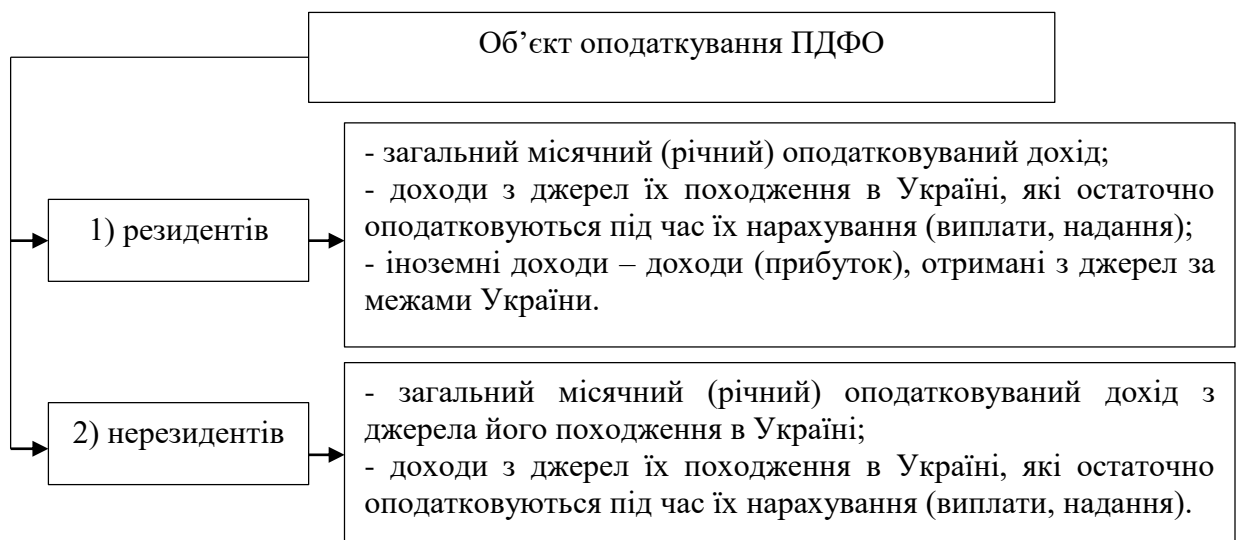 Об’єкт оподаткування ПДФО
1) резидентів
- загальний місячний (річний) оподатковуваний дохід;
- доходи з джерел їх походження в Україні, які остаточно
оподатковуються під час їх нарахування (виплати, надання);
- іноземні доходи – доходи (прибуток), отримані з джерел за
межами України.
2) нерезидентів
- загальний місячний (річний) оподатковуваний дохід з
джерела його походження в Україні;
- доходи з джерел їх походження в Україні, які остаточно
оподатковуються під час їх нарахування (виплати, надання).